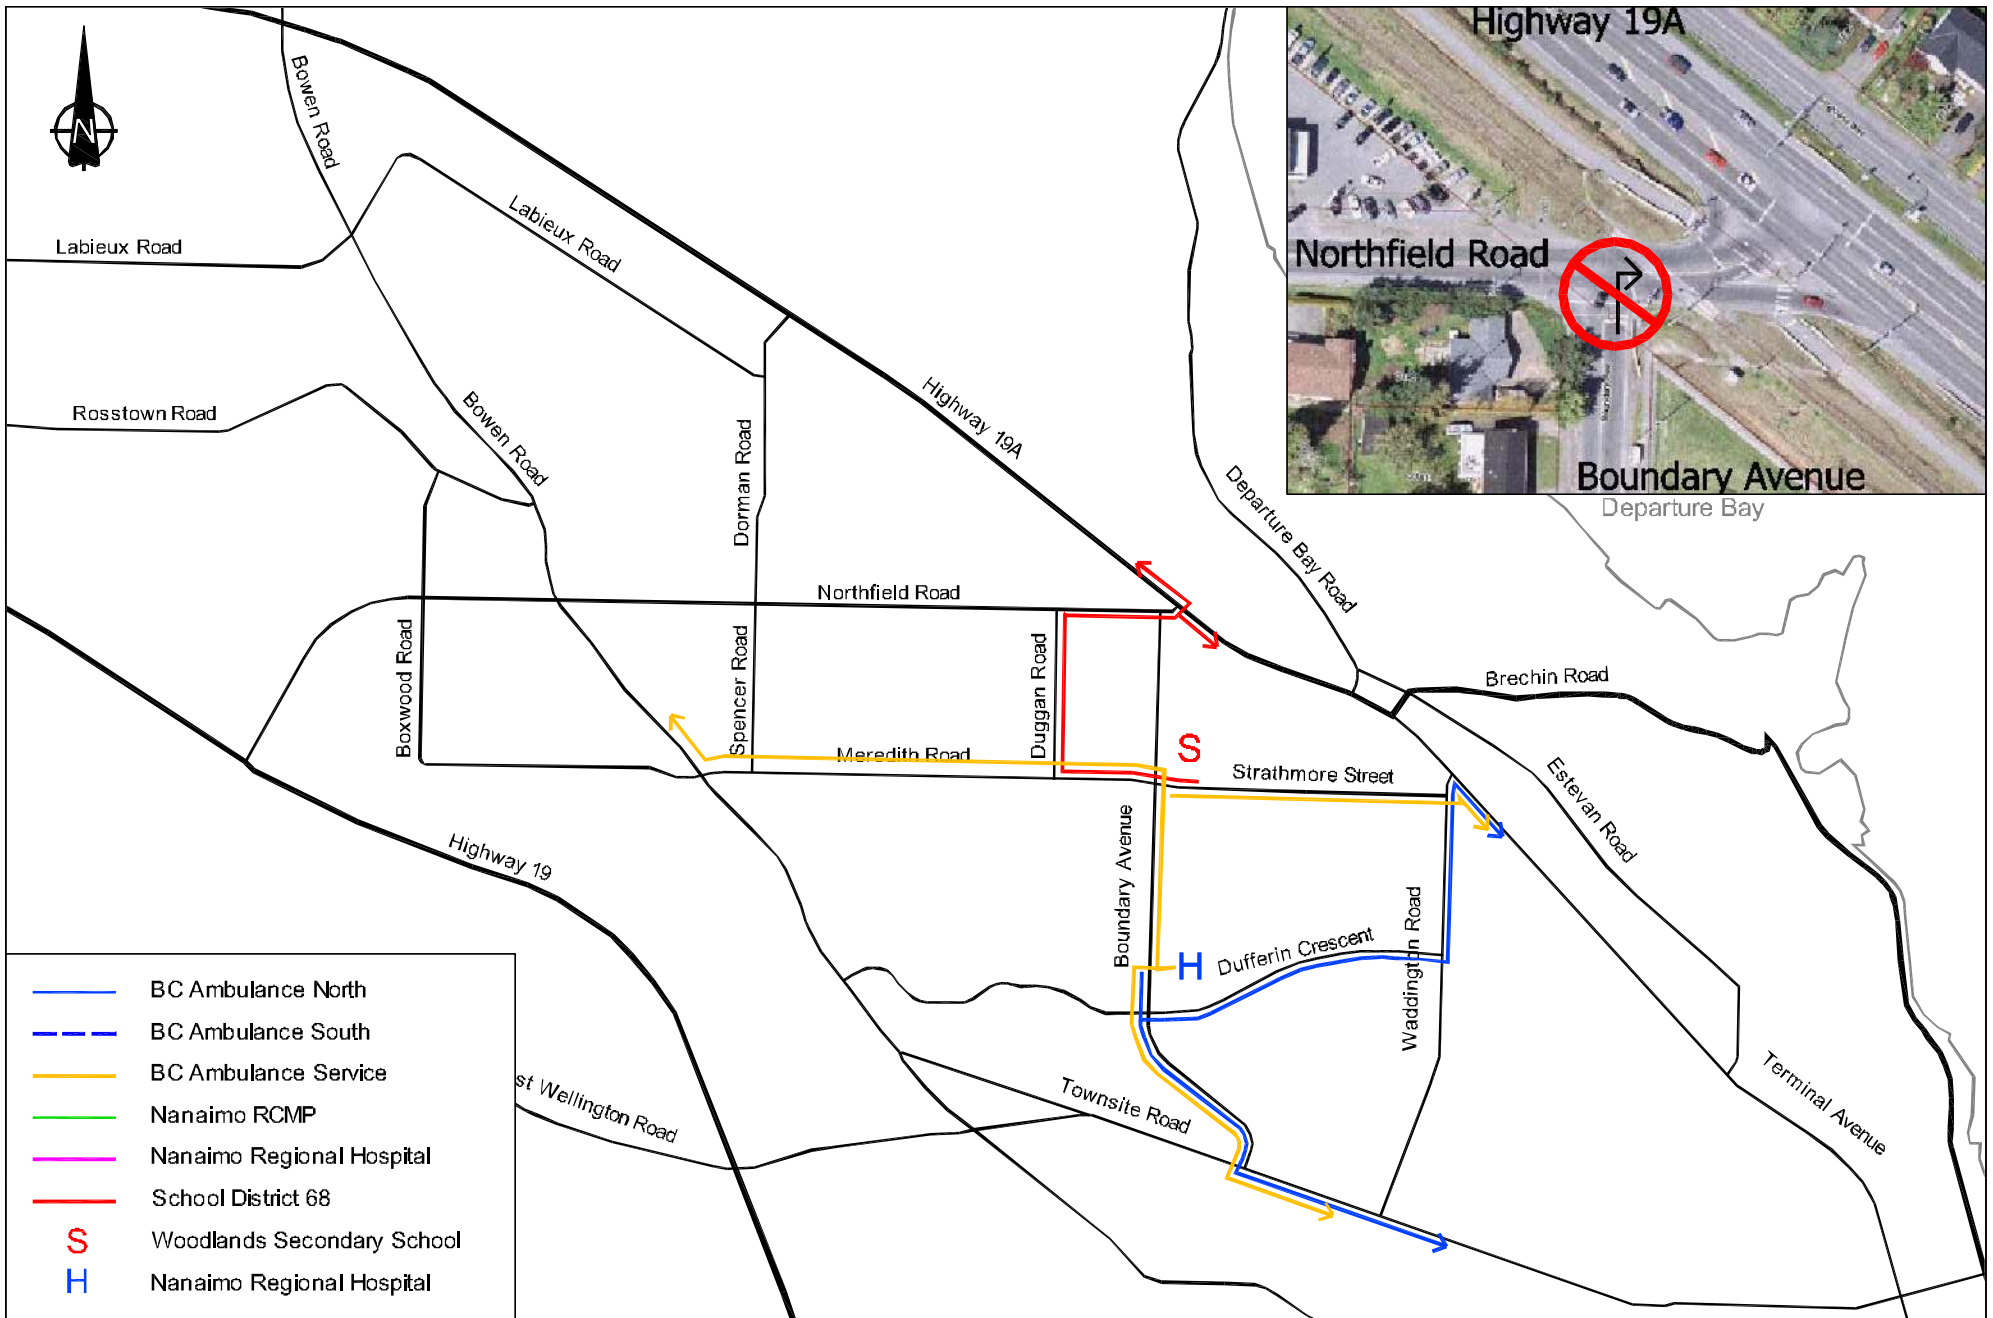 N
Bowen Road
Labieux Road
Labieux Road
Rosstown Road
Bowen Road
Dorman Road
Highway 19A
Departure Bay Road
Highway 19A
Northfield Road
Boundary Avenue
Departure Bay
Northfield Road
Boxwood Road
Spencer Road
Duggan Road
Meredith Road
S
Strathmore Street
Brechin Road
Estevan Road
Highway 19
Boundary Avenue
H
Dufferin Crescent
Waddington Road
Townsite Road
Terminal Avenue
st Wellington Road
BC Ambulance North
BC Ambulance South
BC Ambulance Service
Nanaimo RCMP
Nanaimo Regional Hospital
School District 68
S Woodlands Secondary School
H Nanaimo Regional Hospital